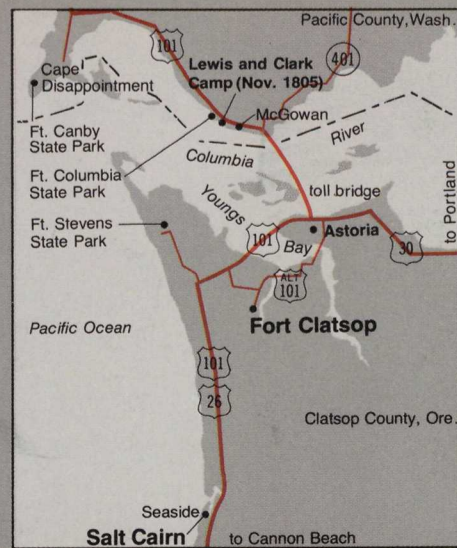 Pacific County, Wash.
101
401
Lewis and Clark
Camp (Nov. 1805)
Cape
Disappointment
McGowan
Ft. Canby
State Park
River
Columbia
Ft. Columbia
State Park
Youngs
toll bridge
to Portland
Ft. Stevens
State Park
101
Bay
Astoria
30
ALT
101
Fort Clatsop
Pacific Ocean
101
26
Clatsop County, Ore.
Seaside
Salt Cairn
to Cannon Beach